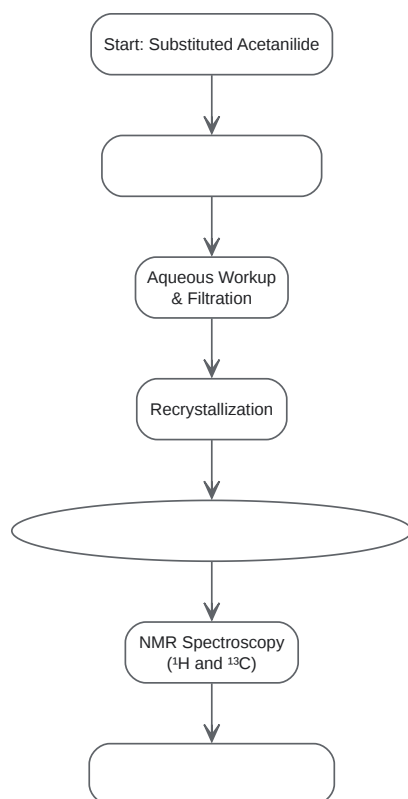 Start: Substituted Acetanilide
Aqueous Workup
& Filtration
Recrystallization
NMR Spectroscopy
(¹H and ¹³C)